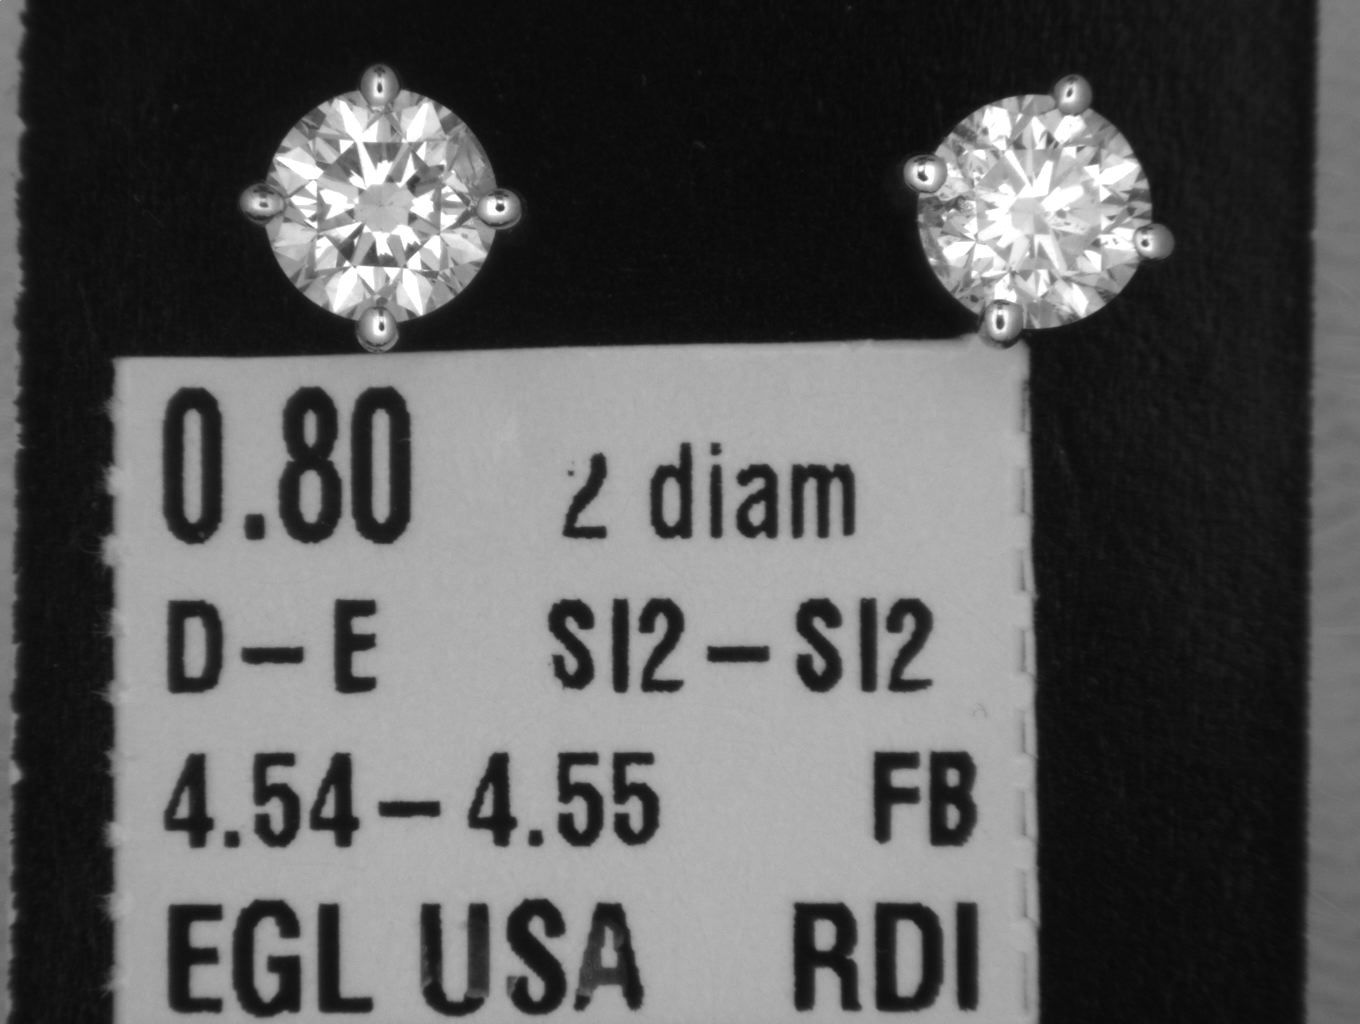 0.80 2 diam
D-E SI2-SI2
4.54-4.55 FB
EGL USA RDI